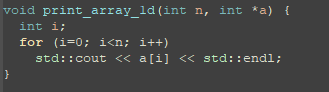 void print_array_1d(int n, int *a) {
  int i;
  for (i=0; i<n; i++)
    std::cout << a[i] << std::endl;
}